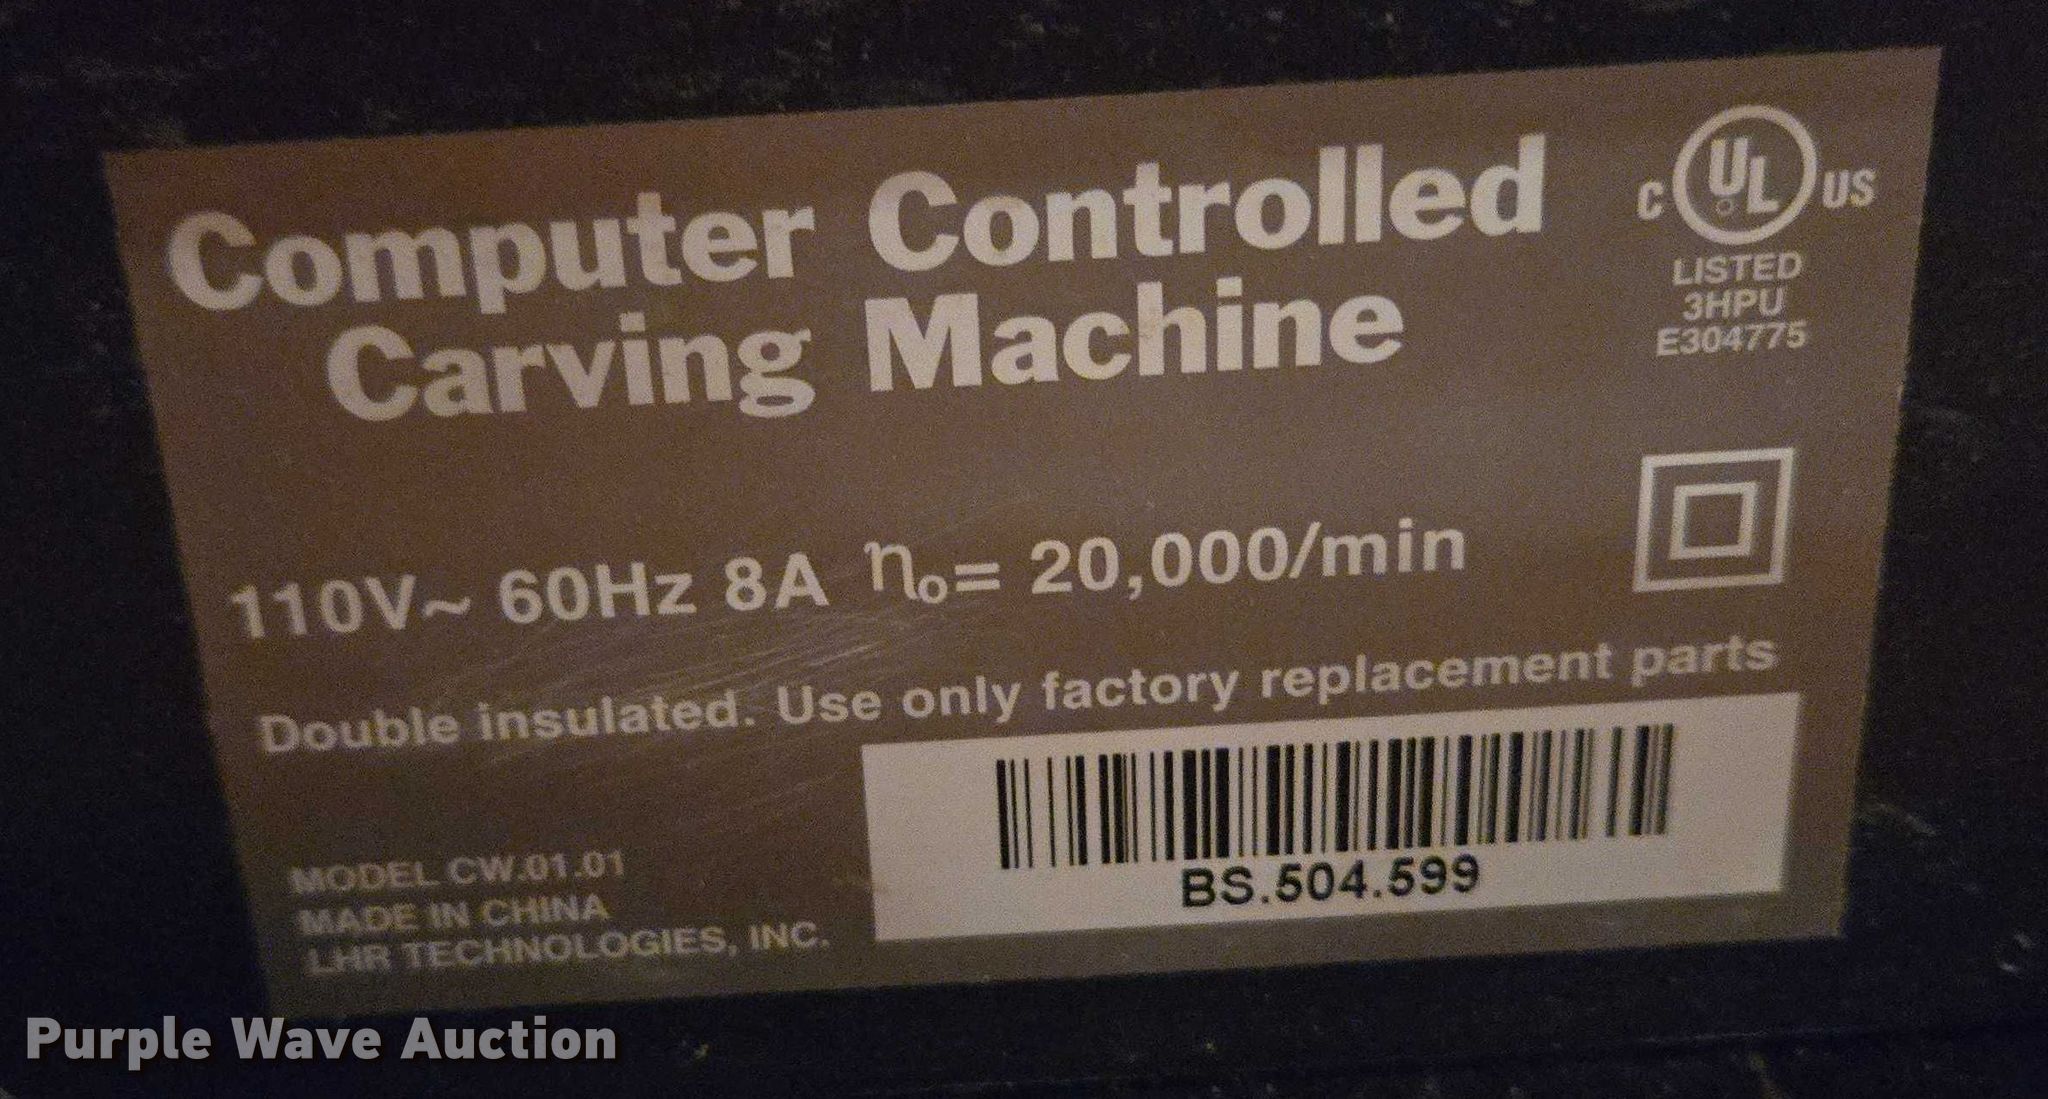 Computer Controlled
Carving Machine
C UL US
LISTED
3HPU
E304775
110V~ 60Hz 8A ηo= 20,000/min
Double insulated. Use only factory replacement parts
BS.504.599
MODEL CW.01.01
MADE IN CHINA
LHR TECHNOLOGIES, INC.
Purple Wave Auction